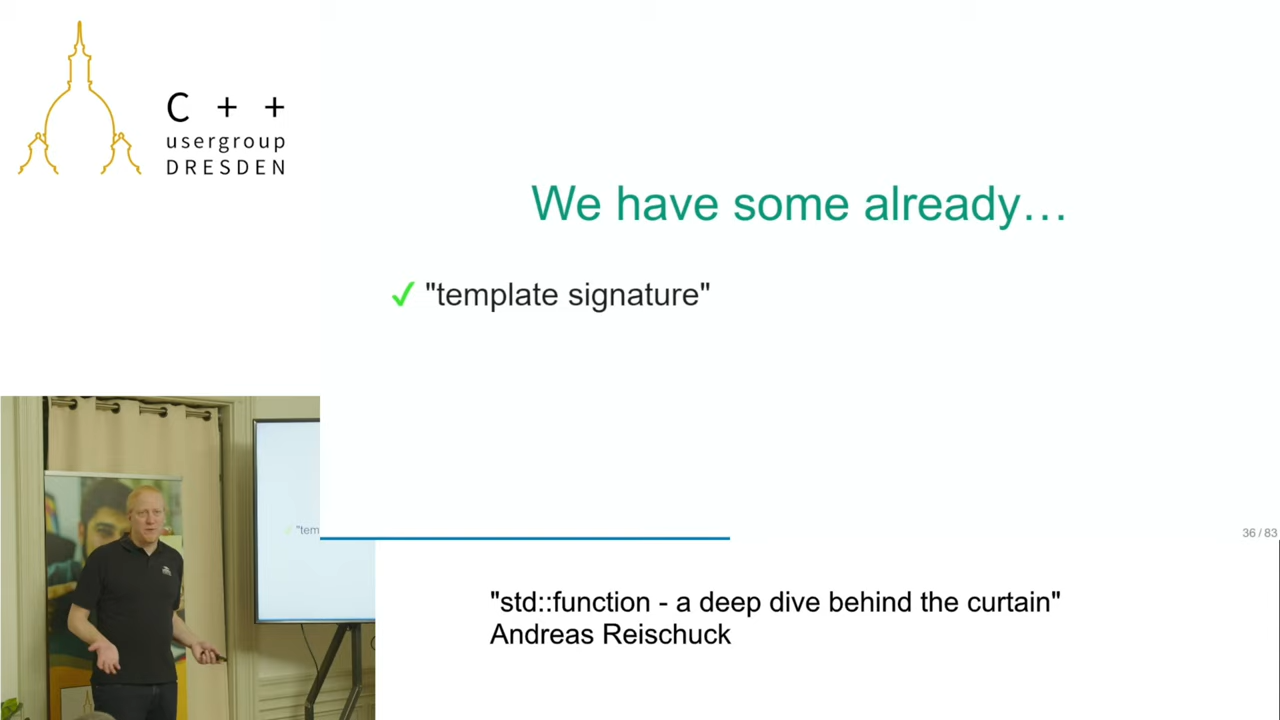 C + +
usergroup
DRESDEN
We have some already…
✓ "template signature"
"tem
36 / 83
"std::function - a deep dive behind the curtain"
Andreas Reischuck